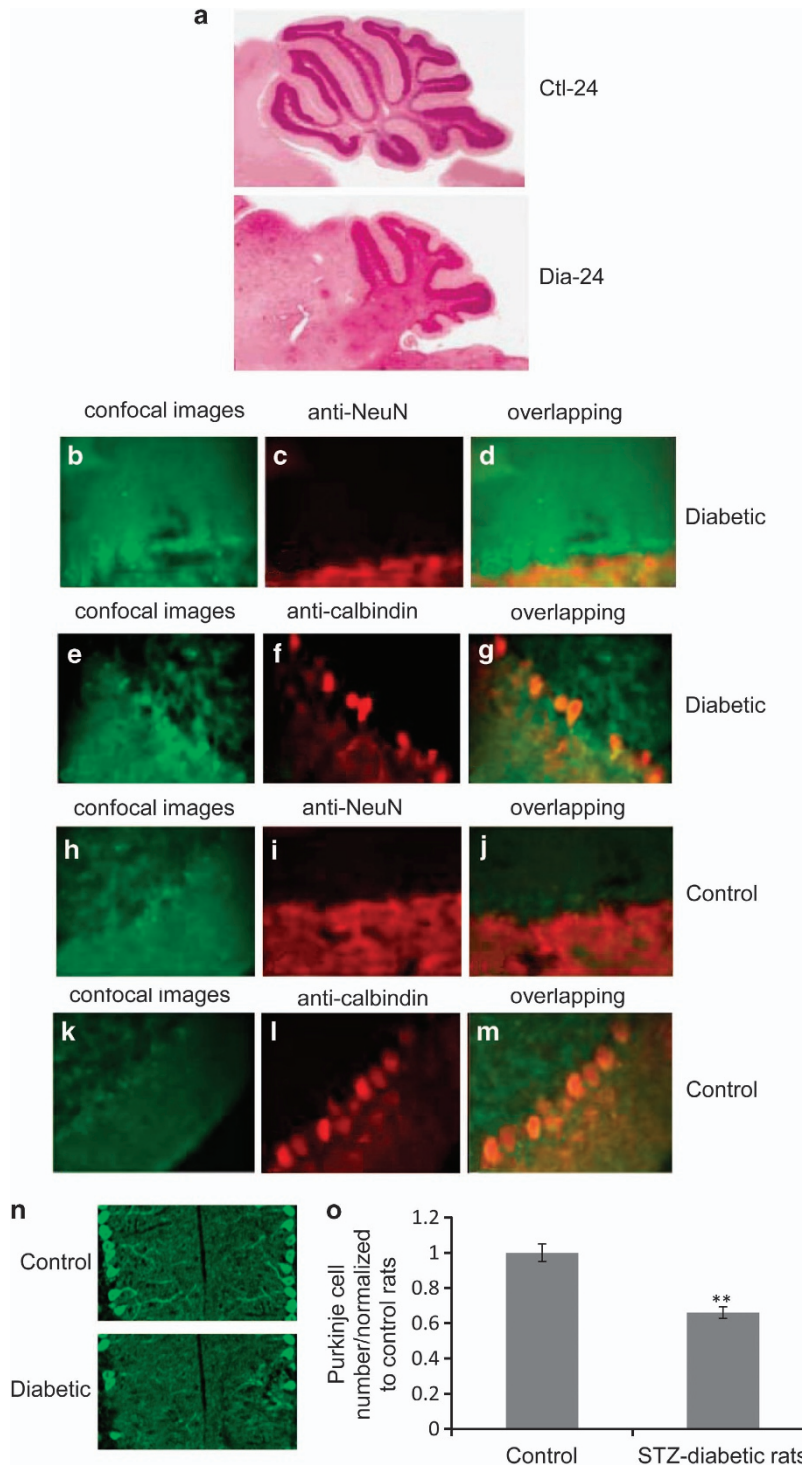 a
Ctl-24
Dia-24
confocal images anti-NeuN overlapping
b c d
Diabetic
confocal images anti-calbindin overlapping
e f g
Diabetic
confocal images anti-NeuN overlapping
h i j
Control
confocal images anti-calbindin overlapping
k l m
Control
n
Control
Diabetic
o
Purkinje cell
number/normalized
to control rats
1.2
1
0.8
0.6
0.4
0.2
0
**
Control STZ-diabetic rats